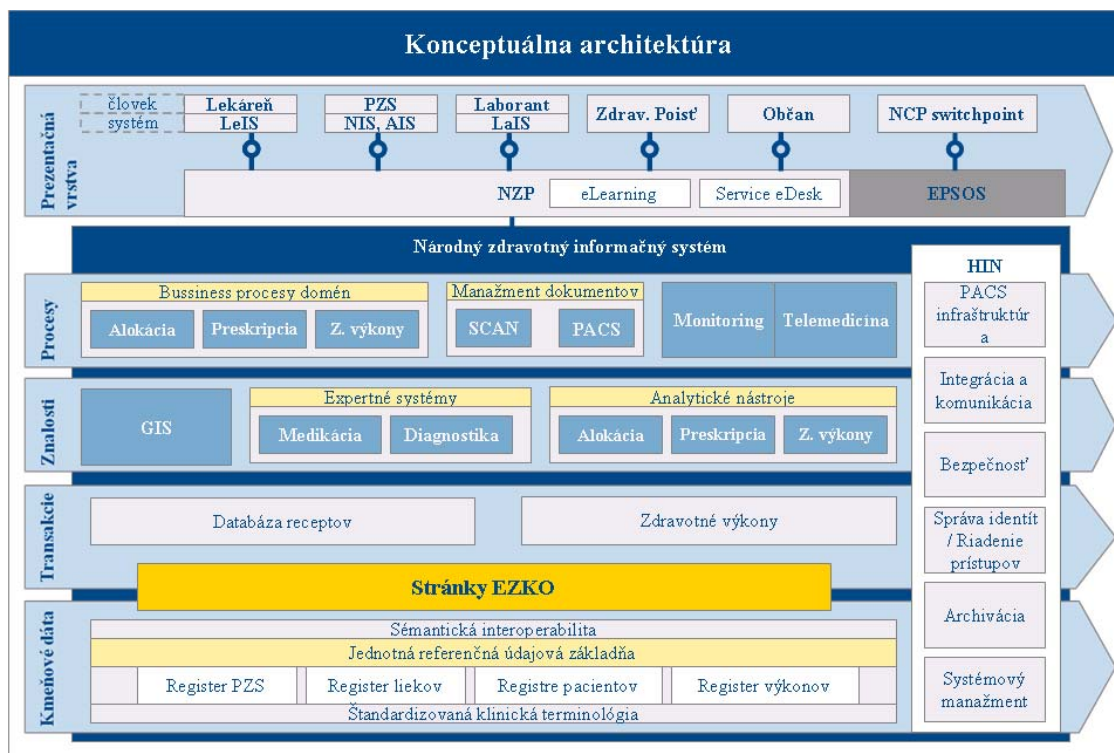 Konceptuálna architektúra
Prezentačná
vrstva
človek
systém
Lekáreň
LeIS
PZS
NIS, AIS
Laborant
LaIS
Zdrav. Poisť
Občan
NCP switchpoint
NZP
eLearning
Service eDesk
EPSOS
Národný zdravotný informačný systém
Procesy
Bussiness procesy domén
Alokácia
Preskripcia
Z. výkony
Manažment dokumentov
SCAN
PACS
Monitoring
Telemedicína
Znalosti
GIS
Expertné systémy
Medikácia
Diagnostika
Analytické nástroje
Alokácia
Preskripcia
Z. výkony
Transakcie
Databáza receptov
Zdravotné výkony
Stránky EZKO
Kmeňové dáta
Sémantická interoperabilita
Jednotná referenčná údajová základňa
Register PZS
Register liekov
Registre pacientov
Register výkonov
Štandardizovaná klinická terminológia
HIN
PACS
infraštruktúr
a
Integrácia a
komunikácia
Bezpečnosť
Správa identít
/ Riadenie
prístupov
Archivácia
Systémový
manažment